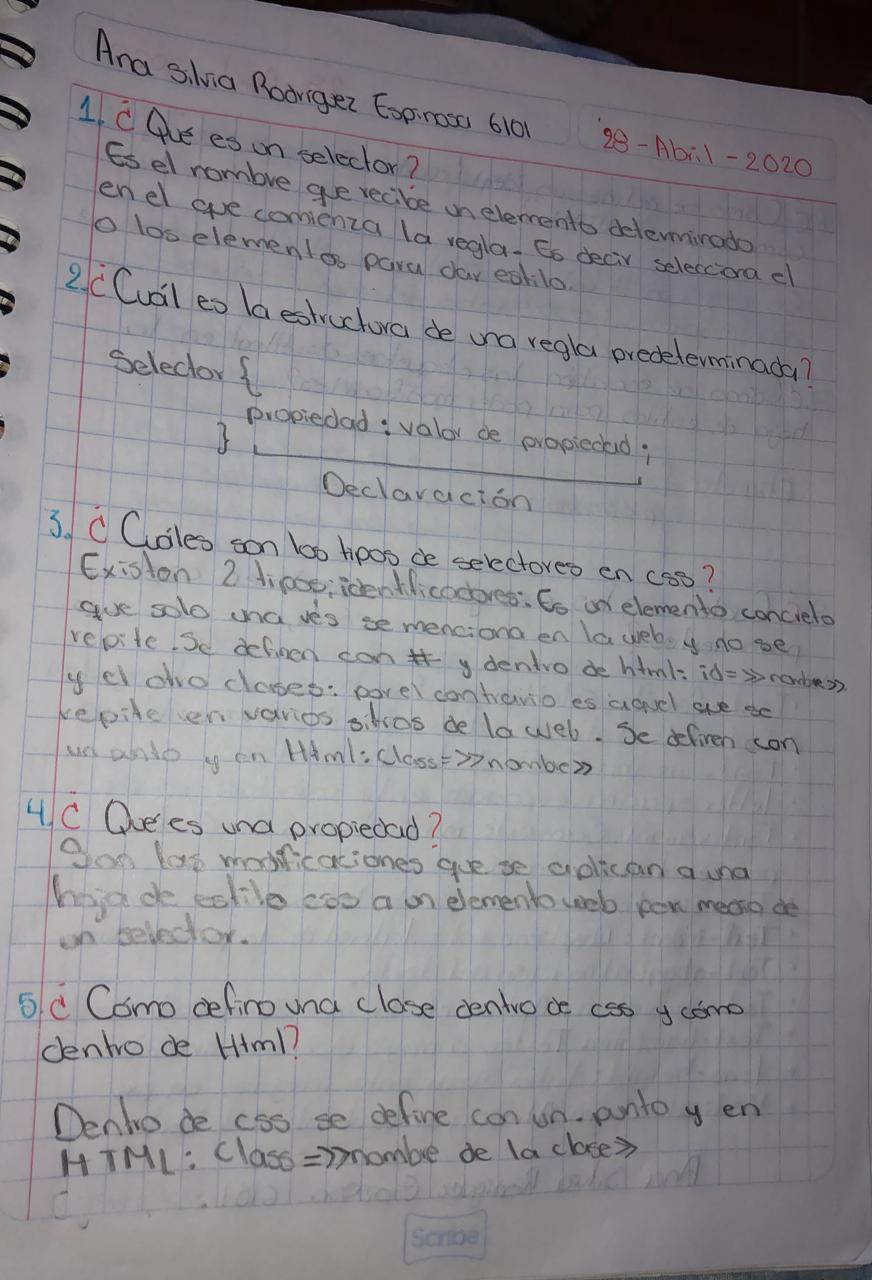 Ana Silvia Rodriguez Espinosa 6101
28-Abril-2020
1. ¿Qué es un selector?
Es el nombre que recibe un elemento determinado
en el que comienza la regla. Es decir selecciona el
o los elementos para dar estilo.
2. ¿Cuál es la estructura de una regla predeterminada?
Selector {
propiedad : valor de propiedad ;
}
Declaración
3. ¿Cuáles son los tipos de selectores en css?
Existen 2 tipos; identificadores: Es un elemento concreto
que solo una vés se menciona en la web y no se
repite. Se definen con # y dentro de html: id=»nombre»
y el otro clases: por el contrario es aquel que se
repite en varios sitios de la web. Se definen con
un punto y en Html: Class=»nombe»
4. ¿Qué es una propiedad?
Son las modificaciones que se aplican a una
hoja de estilo css a un elemento web por medio de
un selector.
5. ¿Cómo defino una clase dentro de css y cómo
dentro de Html?
Dentro de css se define con un punto y en
HTML: Class=»nombre de la clase»
Scribe